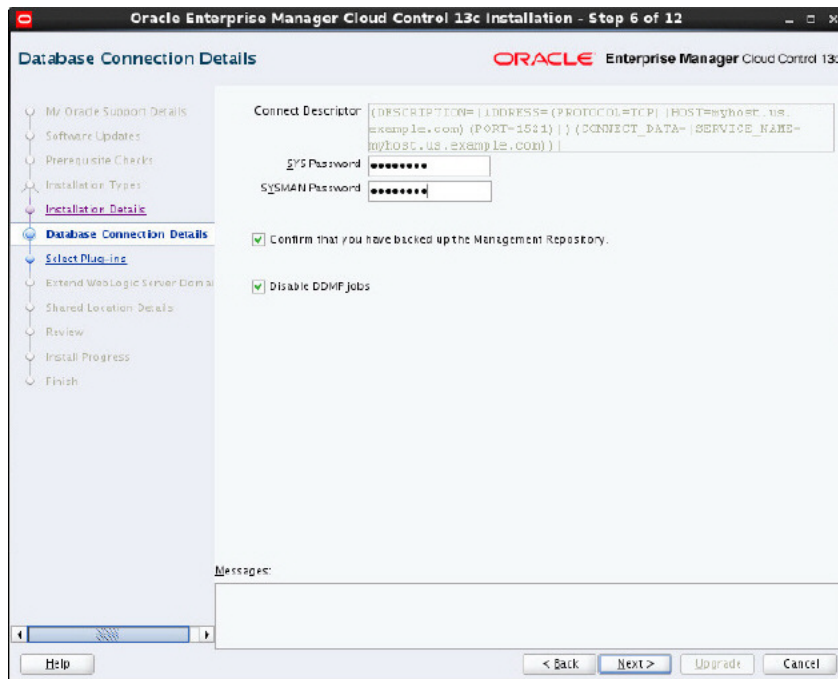 Oracle Enterprise Manager Cloud Control 13c Installation - Step 6 of 12
Database Connection Details
ORACLE Enterprise Manager Cloud Control 13c
My Oracle Support Details
Software Updates
Prerequisite Checks
Installation Types
Installation Details
Database Connection Details
Select Plug-ins
Extend WebLogic Server Domai
Shared Location Details
Review
Install Progress
Finish
Connect Descriptor
(DESCRIPTION=(ADDRESS=(PROTOCOL=TCP)(HOST=myhost.us.
example.com)(PORT=1521))(CONNECT_DATA=(SERVICE_NAME=
myhost.us.example.com)))
SYS Password ●●●●●●●●
SYSMAN Password ●●●●●●●●
Confirm that you have backed up the Management Repository.
Disable DDMP jobs
Messages:
Help
< Back
Next >
Upgrade
Cancel